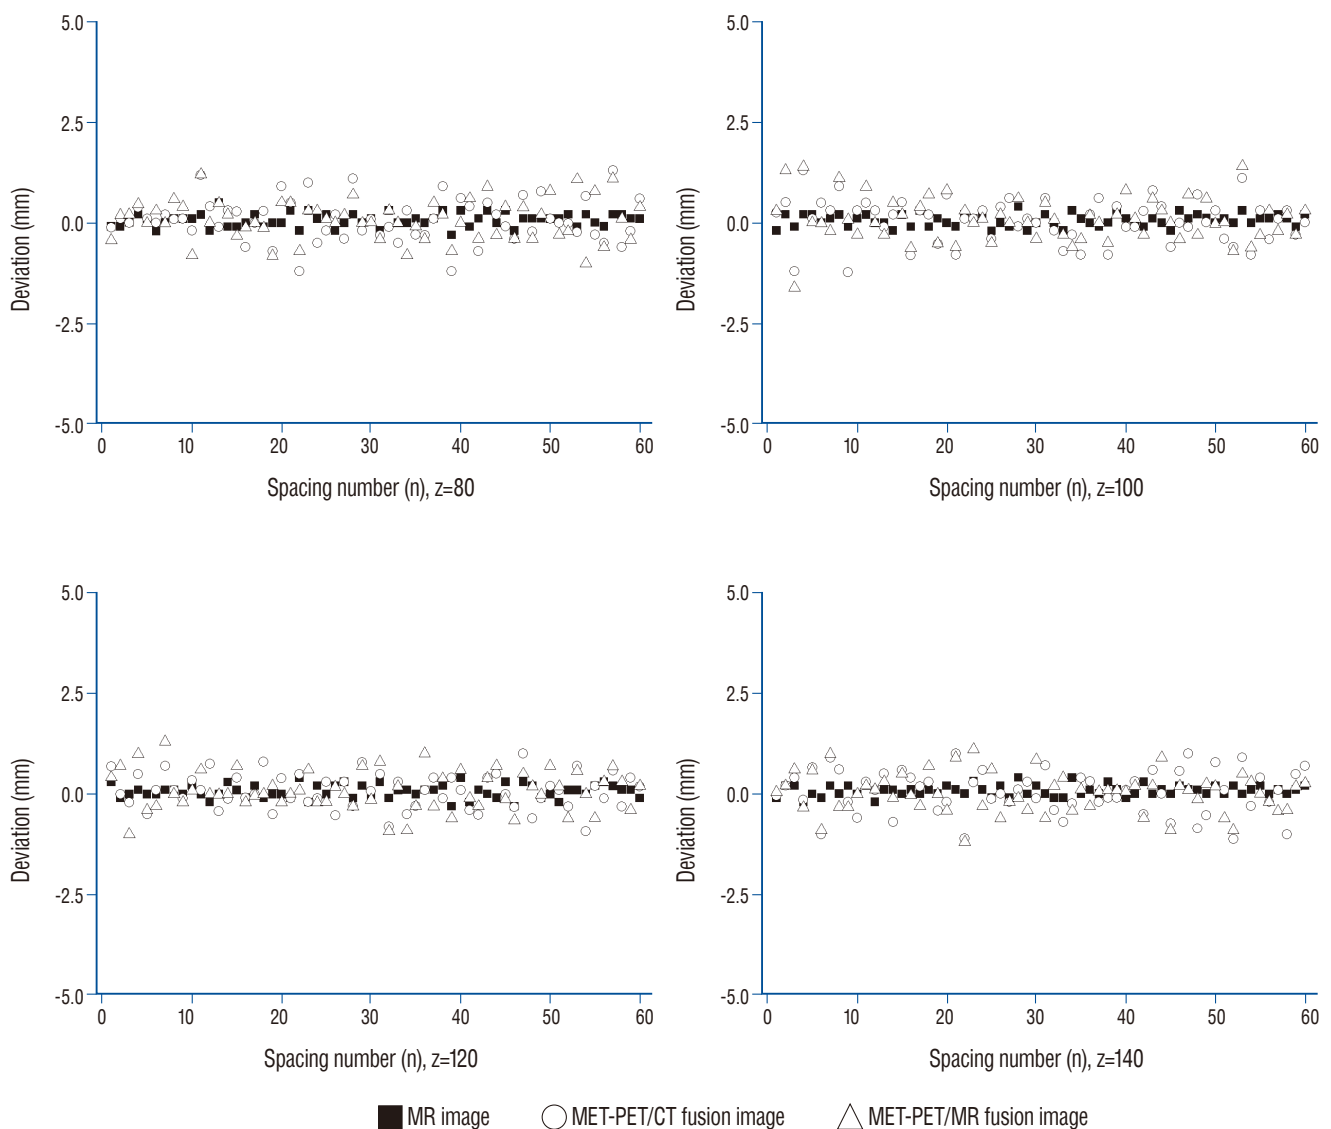 5.0
2.5
0.0
-2.5
-5.0
Deviation (mm)
0 10 20 30 40 50 60
Spacing number (n), z=80
5.0
2.5
0.0
-2.5
-5.0
Deviation (mm)
0 10 20 30 40 50 60
Spacing number (n), z=100
5.0
2.5
0.0
-2.5
-5.0
Deviation (mm)
0 10 20 30 40 50 60
Spacing number (n), z=120
5.0
2.5
0.0
-2.5
-5.0
Deviation (mm)
0 10 20 30 40 50 60
Spacing number (n), z=140
MR image MET-PET/CT fusion image MET-PET/MR fusion image